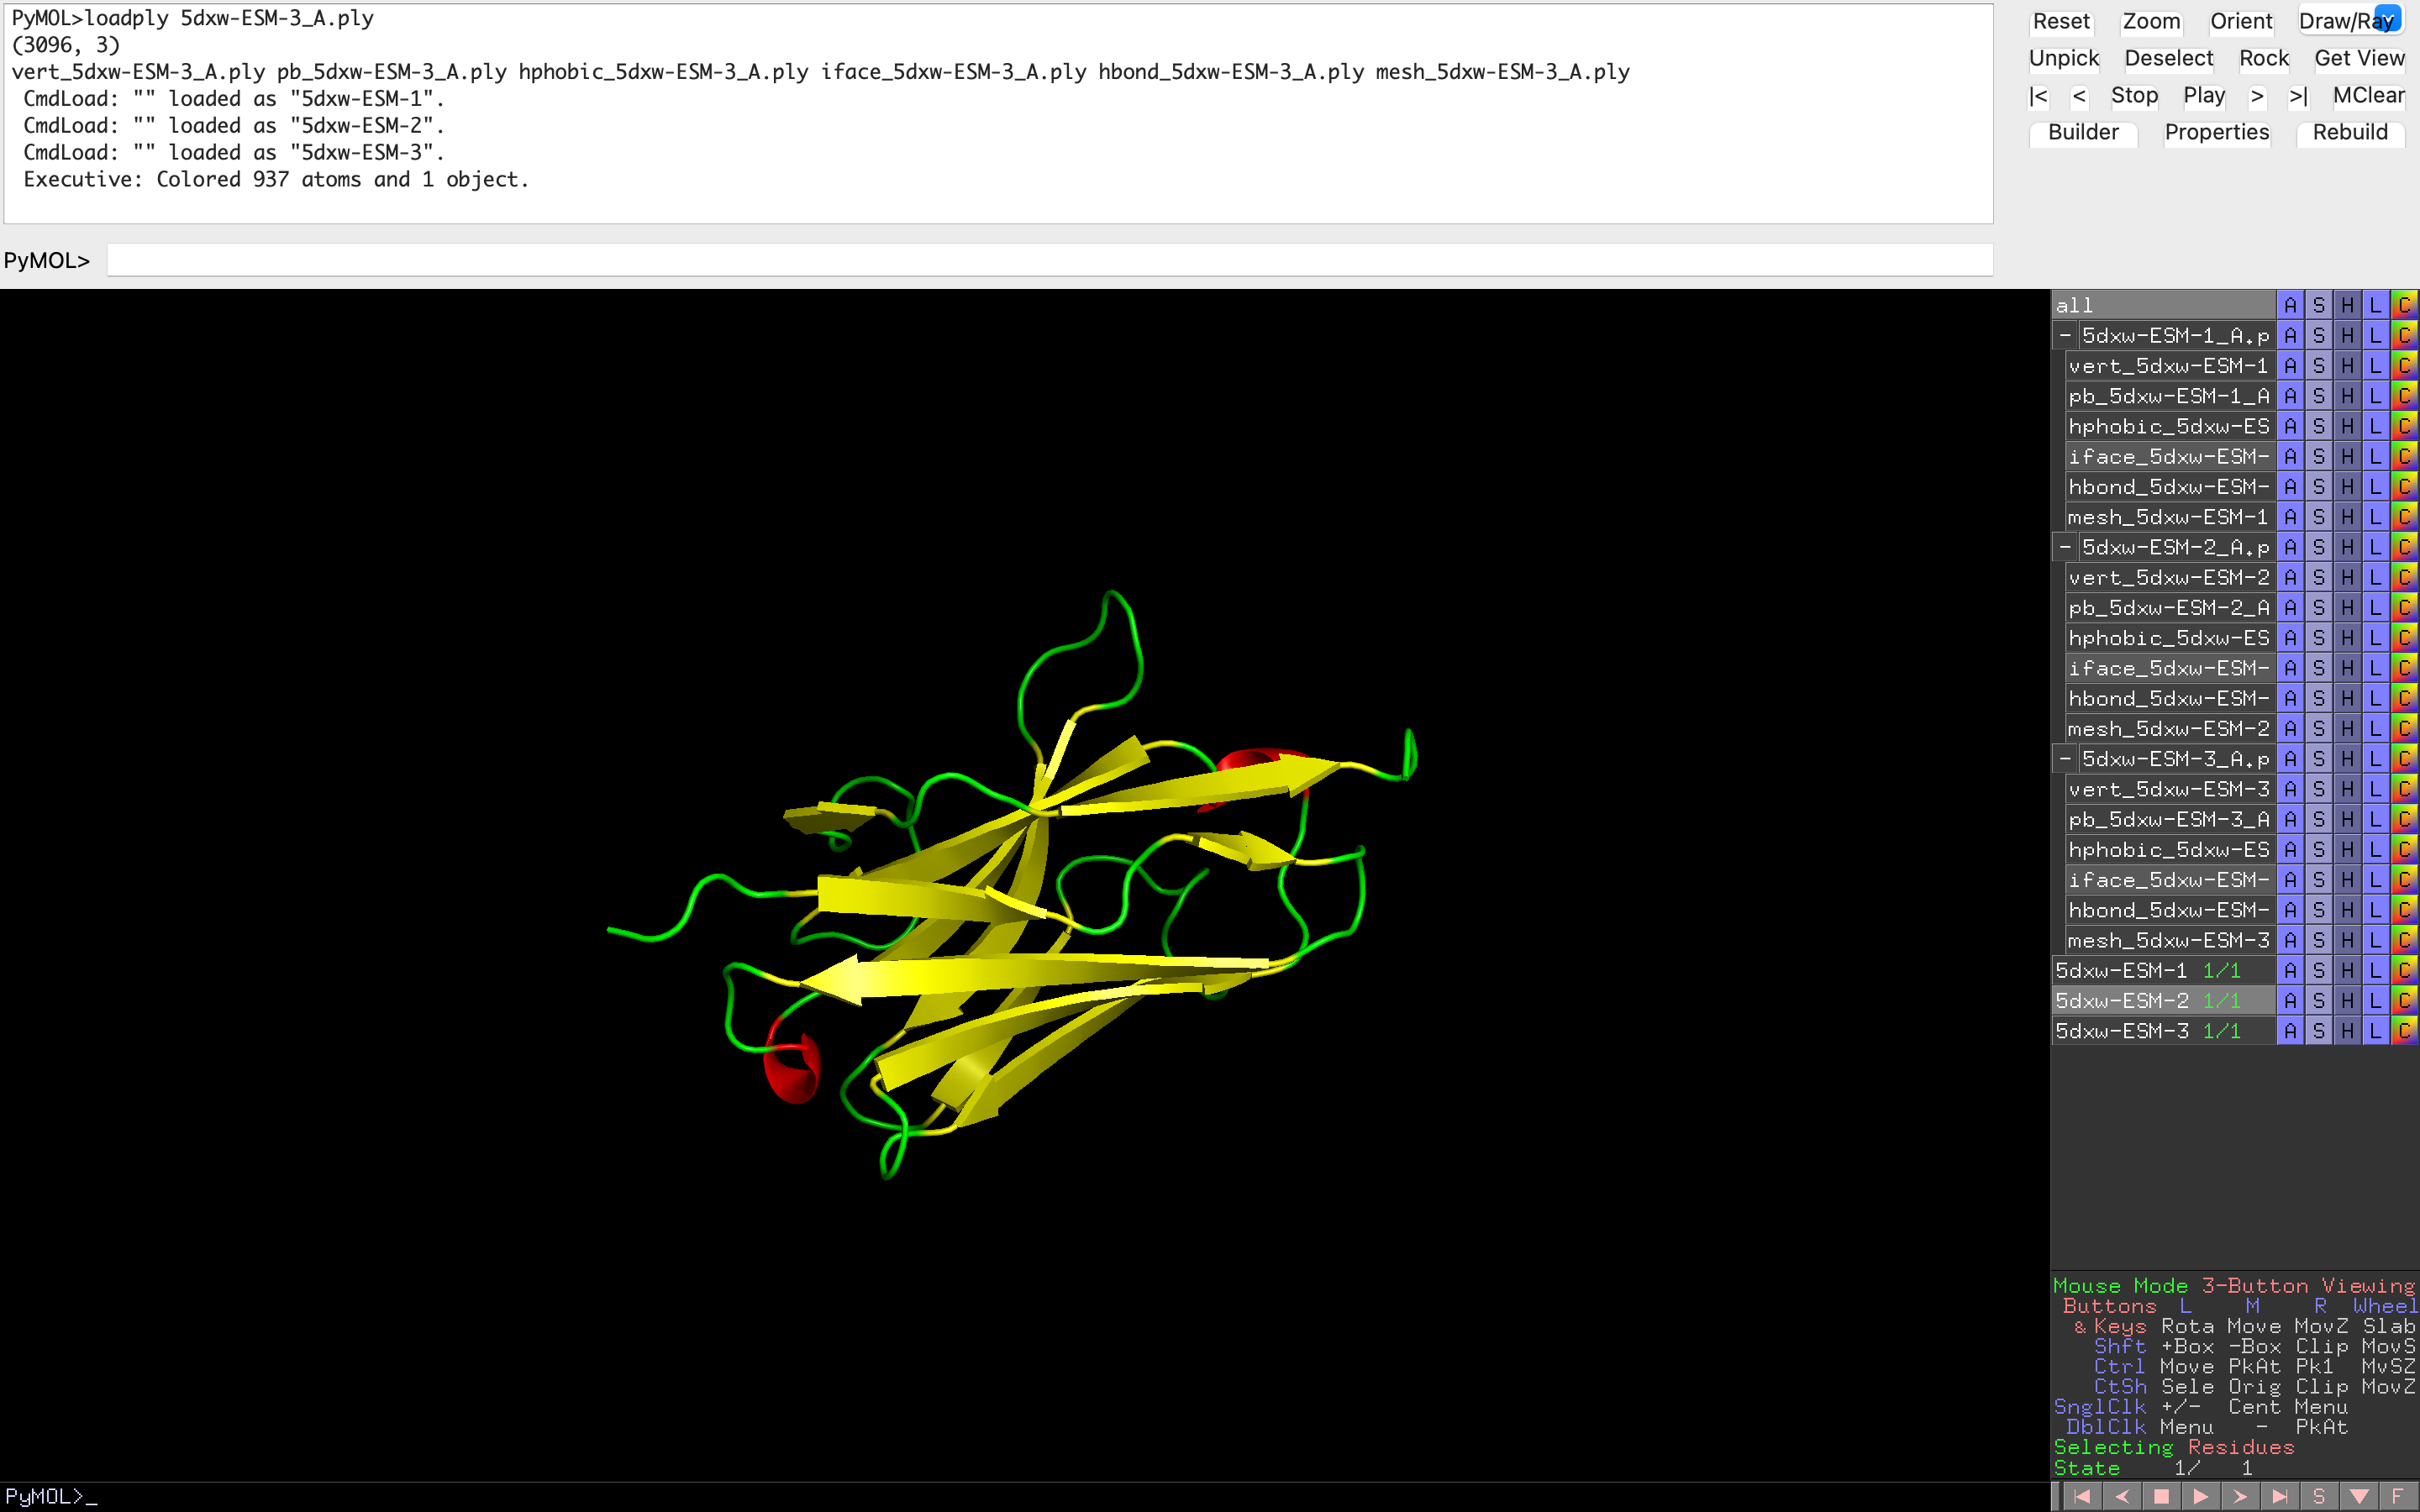 PyMOL>loadply 5dxw-ESM-3_A.ply
(3096, 3)
vert_5dxw-ESM-3_A.ply pb_5dxw-ESM-3_A.ply hphobic_5dxw-ESM-3_A.ply iface_5dxw-ESM-3_A.ply hbond_5dxw-ESM-3_A.ply mesh_5dxw-ESM-3_A.ply
CmdLoad: "" loaded as "5dxw-ESM-1".
CmdLoad: "" loaded as "5dxw-ESM-2".
CmdLoad: "" loaded as "5dxw-ESM-3".
Executive: Colored 937 atoms and 1 object.
PyMOL>
Reset Zoom Orient Draw/Ray
Unpick Deselect Rock Get View
|< < Stop Play > >| MClear
Builder Properties Rebuild
all A S H L C
- 5dxw-ESM-1_A.p A S H L C
vert_5dxw-ESM-1 A S H L C
pb_5dxw-ESM-1_A A S H L C
hphobic_5dxw-ES A S H L C
iface_5dxw-ESM- A S H L C
hbond_5dxw-ESM- A S H L C
mesh_5dxw-ESM-1 A S H L C
- 5dxw-ESM-2_A.p A S H L C
vert_5dxw-ESM-2 A S H L C
pb_5dxw-ESM-2_A A S H L C
hphobic_5dxw-ES A S H L C
iface_5dxw-ESM- A S H L C
hbond_5dxw-ESM- A S H L C
mesh_5dxw-ESM-2 A S H L C
- 5dxw-ESM-3_A.p A S H L C
vert_5dxw-ESM-3 A S H L C
pb_5dxw-ESM-3_A A S H L C
hphobic_5dxw-ES A S H L C
iface_5dxw-ESM- A S H L C
hbond_5dxw-ESM- A S H L C
mesh_5dxw-ESM-3 A S H L C
5dxw-ESM-1 1/1 A S H L C
5dxw-ESM-2 1/1 A S H L C
5dxw-ESM-3 1/1 A S H L C
Mouse Mode 3-Button Viewing
Buttons L M R Wheel
& Keys Rota Move MovZ Slab
Shft +Box -Box Clip MovS
Ctrl Move PkAt Pk1 MvSZ
CtSh Sele Orig Clip MovZ
SnglClk +/- Cent Menu
DblClk Menu - PkAt
Selecting Residues
State 1/ 1
PyMOL>_
S F